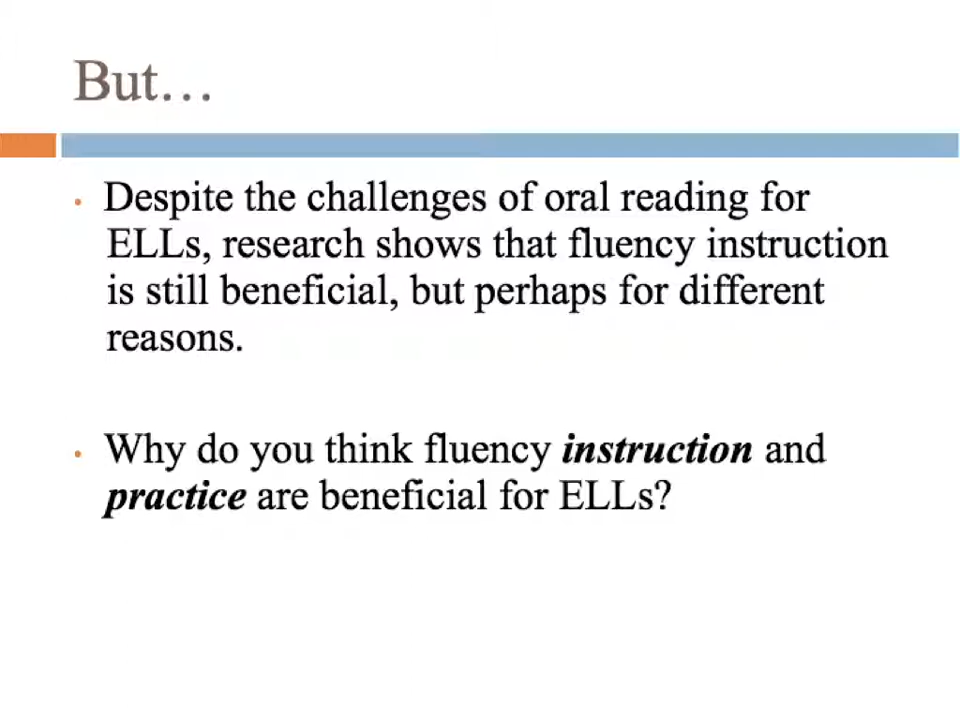 But…
Despite the challenges of oral reading for
ELLs, research shows that fluency instruction
is still beneficial, but perhaps for different
reasons.
Why do you think fluency instruction and
practice are beneficial for ELLs?